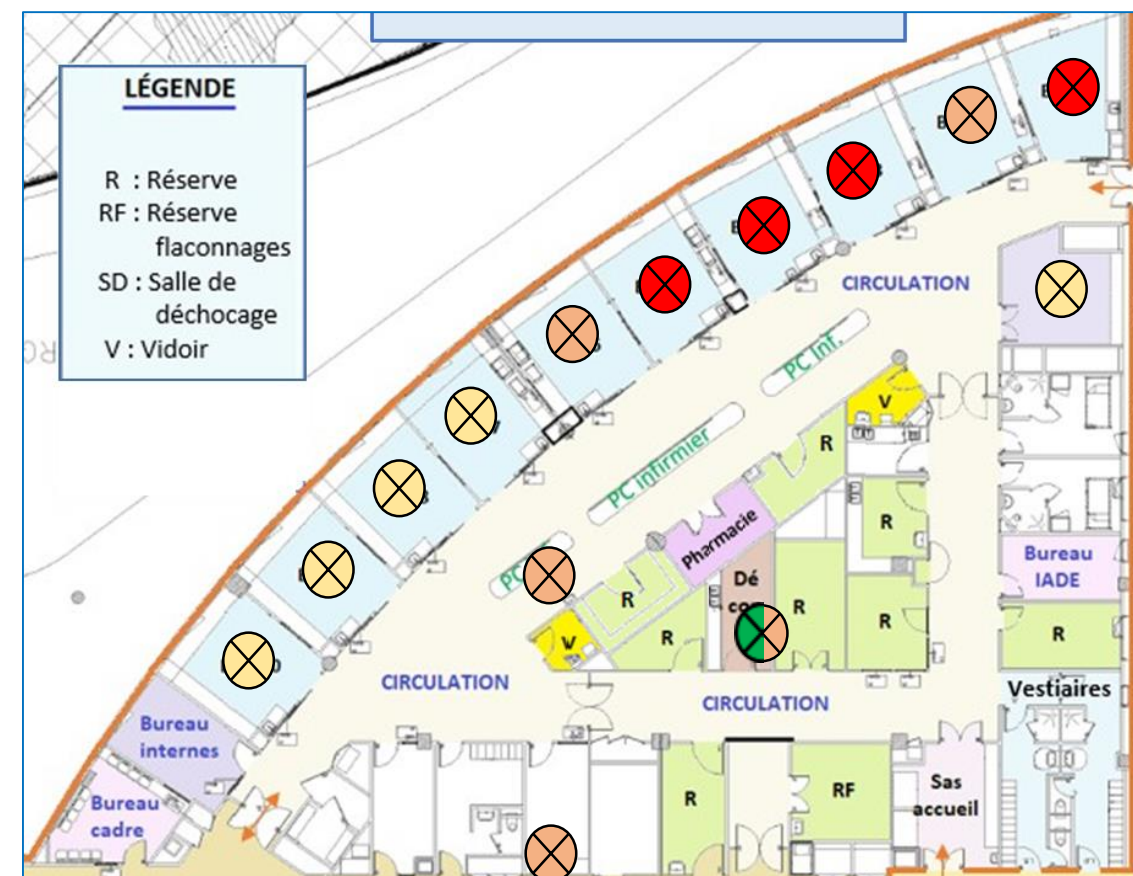 LÉGENDE
R : Réserve
RF : Réserve
flaconnages
SD : Salle de
déchocage
V : Vidoir
CIRCULATION
PC Inf.
V
R
PC infirmier
Pharmacie
R
Bureau
IADE
Dé
R
R
R
R
R
V
Vestiaires
CIRCULATION
CIRCULATION
Bureau
internes
Sas
accueil
R
RF
Bureau
cadre